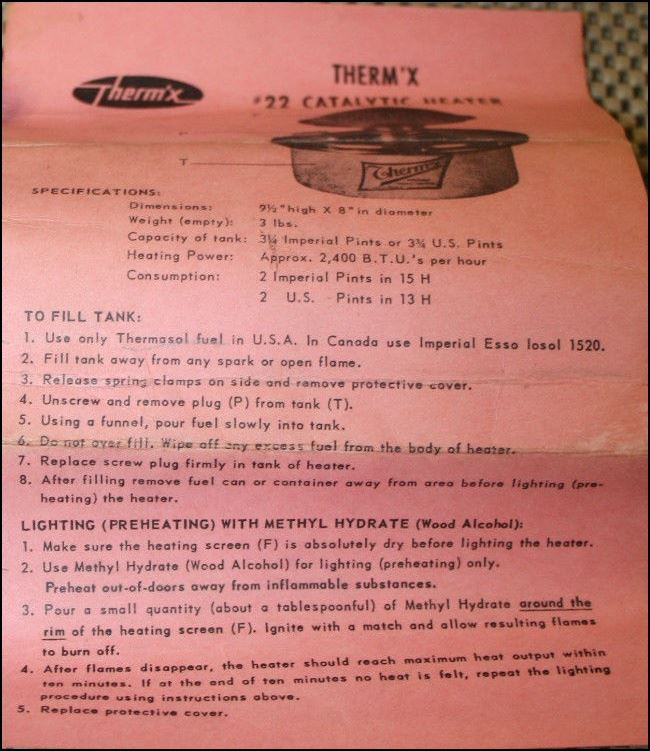 Therm'x
THERM'X
#22 CATALYTIC HEATER
Therm'x
T
SPECIFICATIONS:
Dimensions: 9½" high X 8" in diameter
Weight (empty): 3 lbs.
Capacity of tank: 3¼ Imperial Pints or 3¾ U.S. Pints
Heating Power: Approx. 2,400 B.T.U.'s per hour
Consumption: 2 Imperial Pints in 15 H
2 U.S. Pints in 13 H
TO FILL TANK:
1. Use only Thermasol fuel in U.S.A. In Canada use Imperial Esso Iosol 1520.
2. Fill tank away from any spark or open flame.
3. Release spring clamps on side and remove protective cover.
4. Unscrew and remove plug (P) from tank (T).
5. Using a funnel, pour fuel slowly into tank.
6. Do not over fill. Wipe off any excess fuel from the body of heater.
7. Replace screw plug firmly in tank of heater.
8. After filling remove fuel can or container away from area before lighting (pre-
heating) the heater.
LIGHTING (PREHEATING) WITH METHYL HYDRATE (Wood Alcohol):
1. Make sure the heating screen (F) is absolutely dry before lighting the heater.
2. Use Methyl Hydrate (Wood Alcohol) for lighting (preheating) only.
Preheat out-of-doors away from inflammable substances.
3. Pour a small quantity (about a tablespoonful) of Methyl Hydrate around the
rim of the heating screen (F). Ignite with a match and allow resulting flames
to burn off.
4. After flames disappear, the heater should reach maximum heat output within
ten minutes. If at the end of ten minutes no heat is felt, repeat the lighting
procedure using instructions above.
5. Replace protective cover.